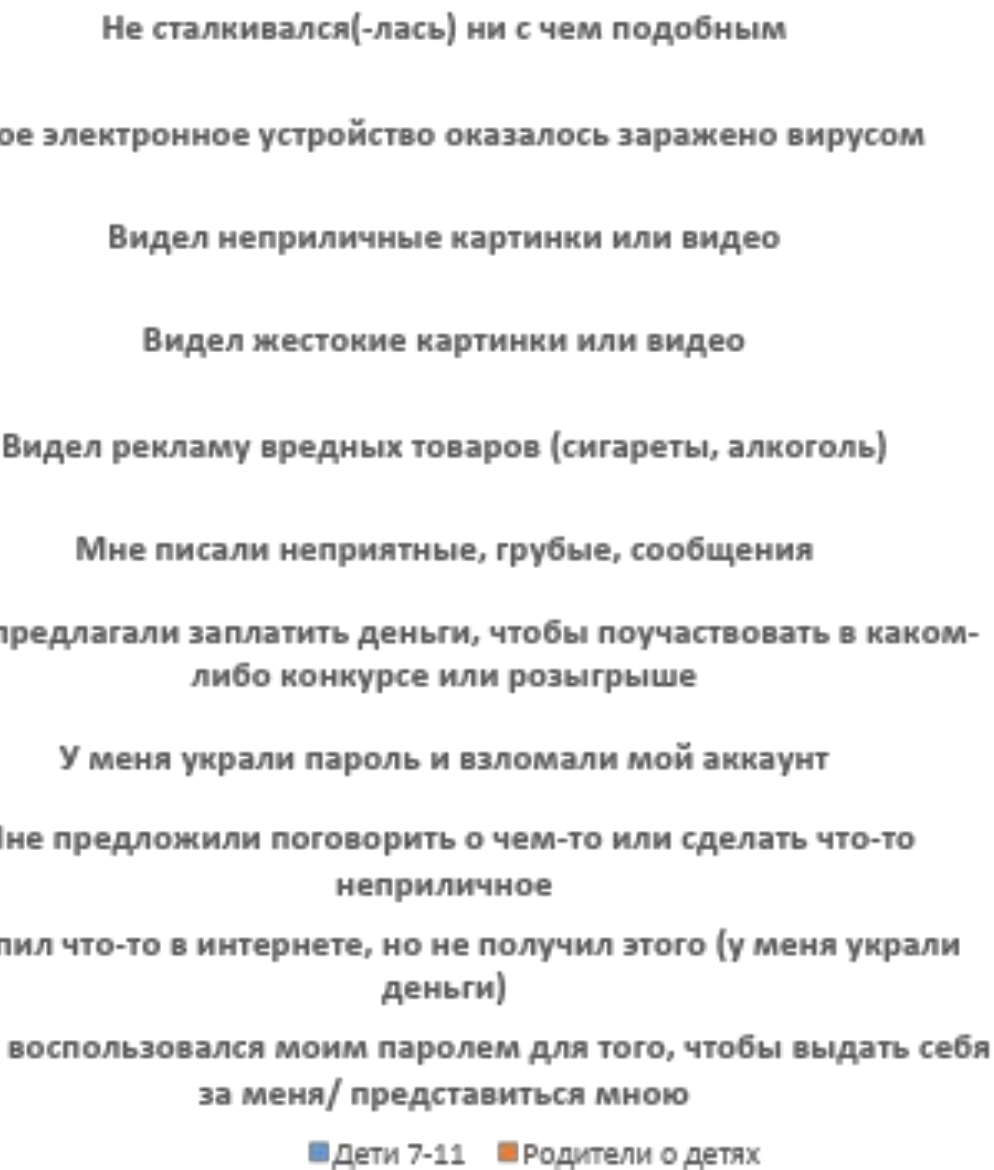 Не сталкивался(-лась) ни с чем подобным
ое электронное устройство оказалось заражено вирусом
Видел неприличные картинки или видео
Видел жестокие картинки или видео
Видел рекламу вредных товаров (сигареты, алкоголь)
Мне писали неприятные, грубые, сообщения
предлагали заплатить деньги, чтобы поучаствовать в каком-
либо конкурсе или розыгрыше
У меня украли пароль и взломали мой аккаунт
не предложили поговорить о чем-то или сделать что-то
неприличное
пил что-то в интернете, но не получил этого (у меня украли
деньги)
воспользовался моим паролем для того, чтобы выдать себя
за меня/ представиться мною
Дети 7-11 Родители о детях